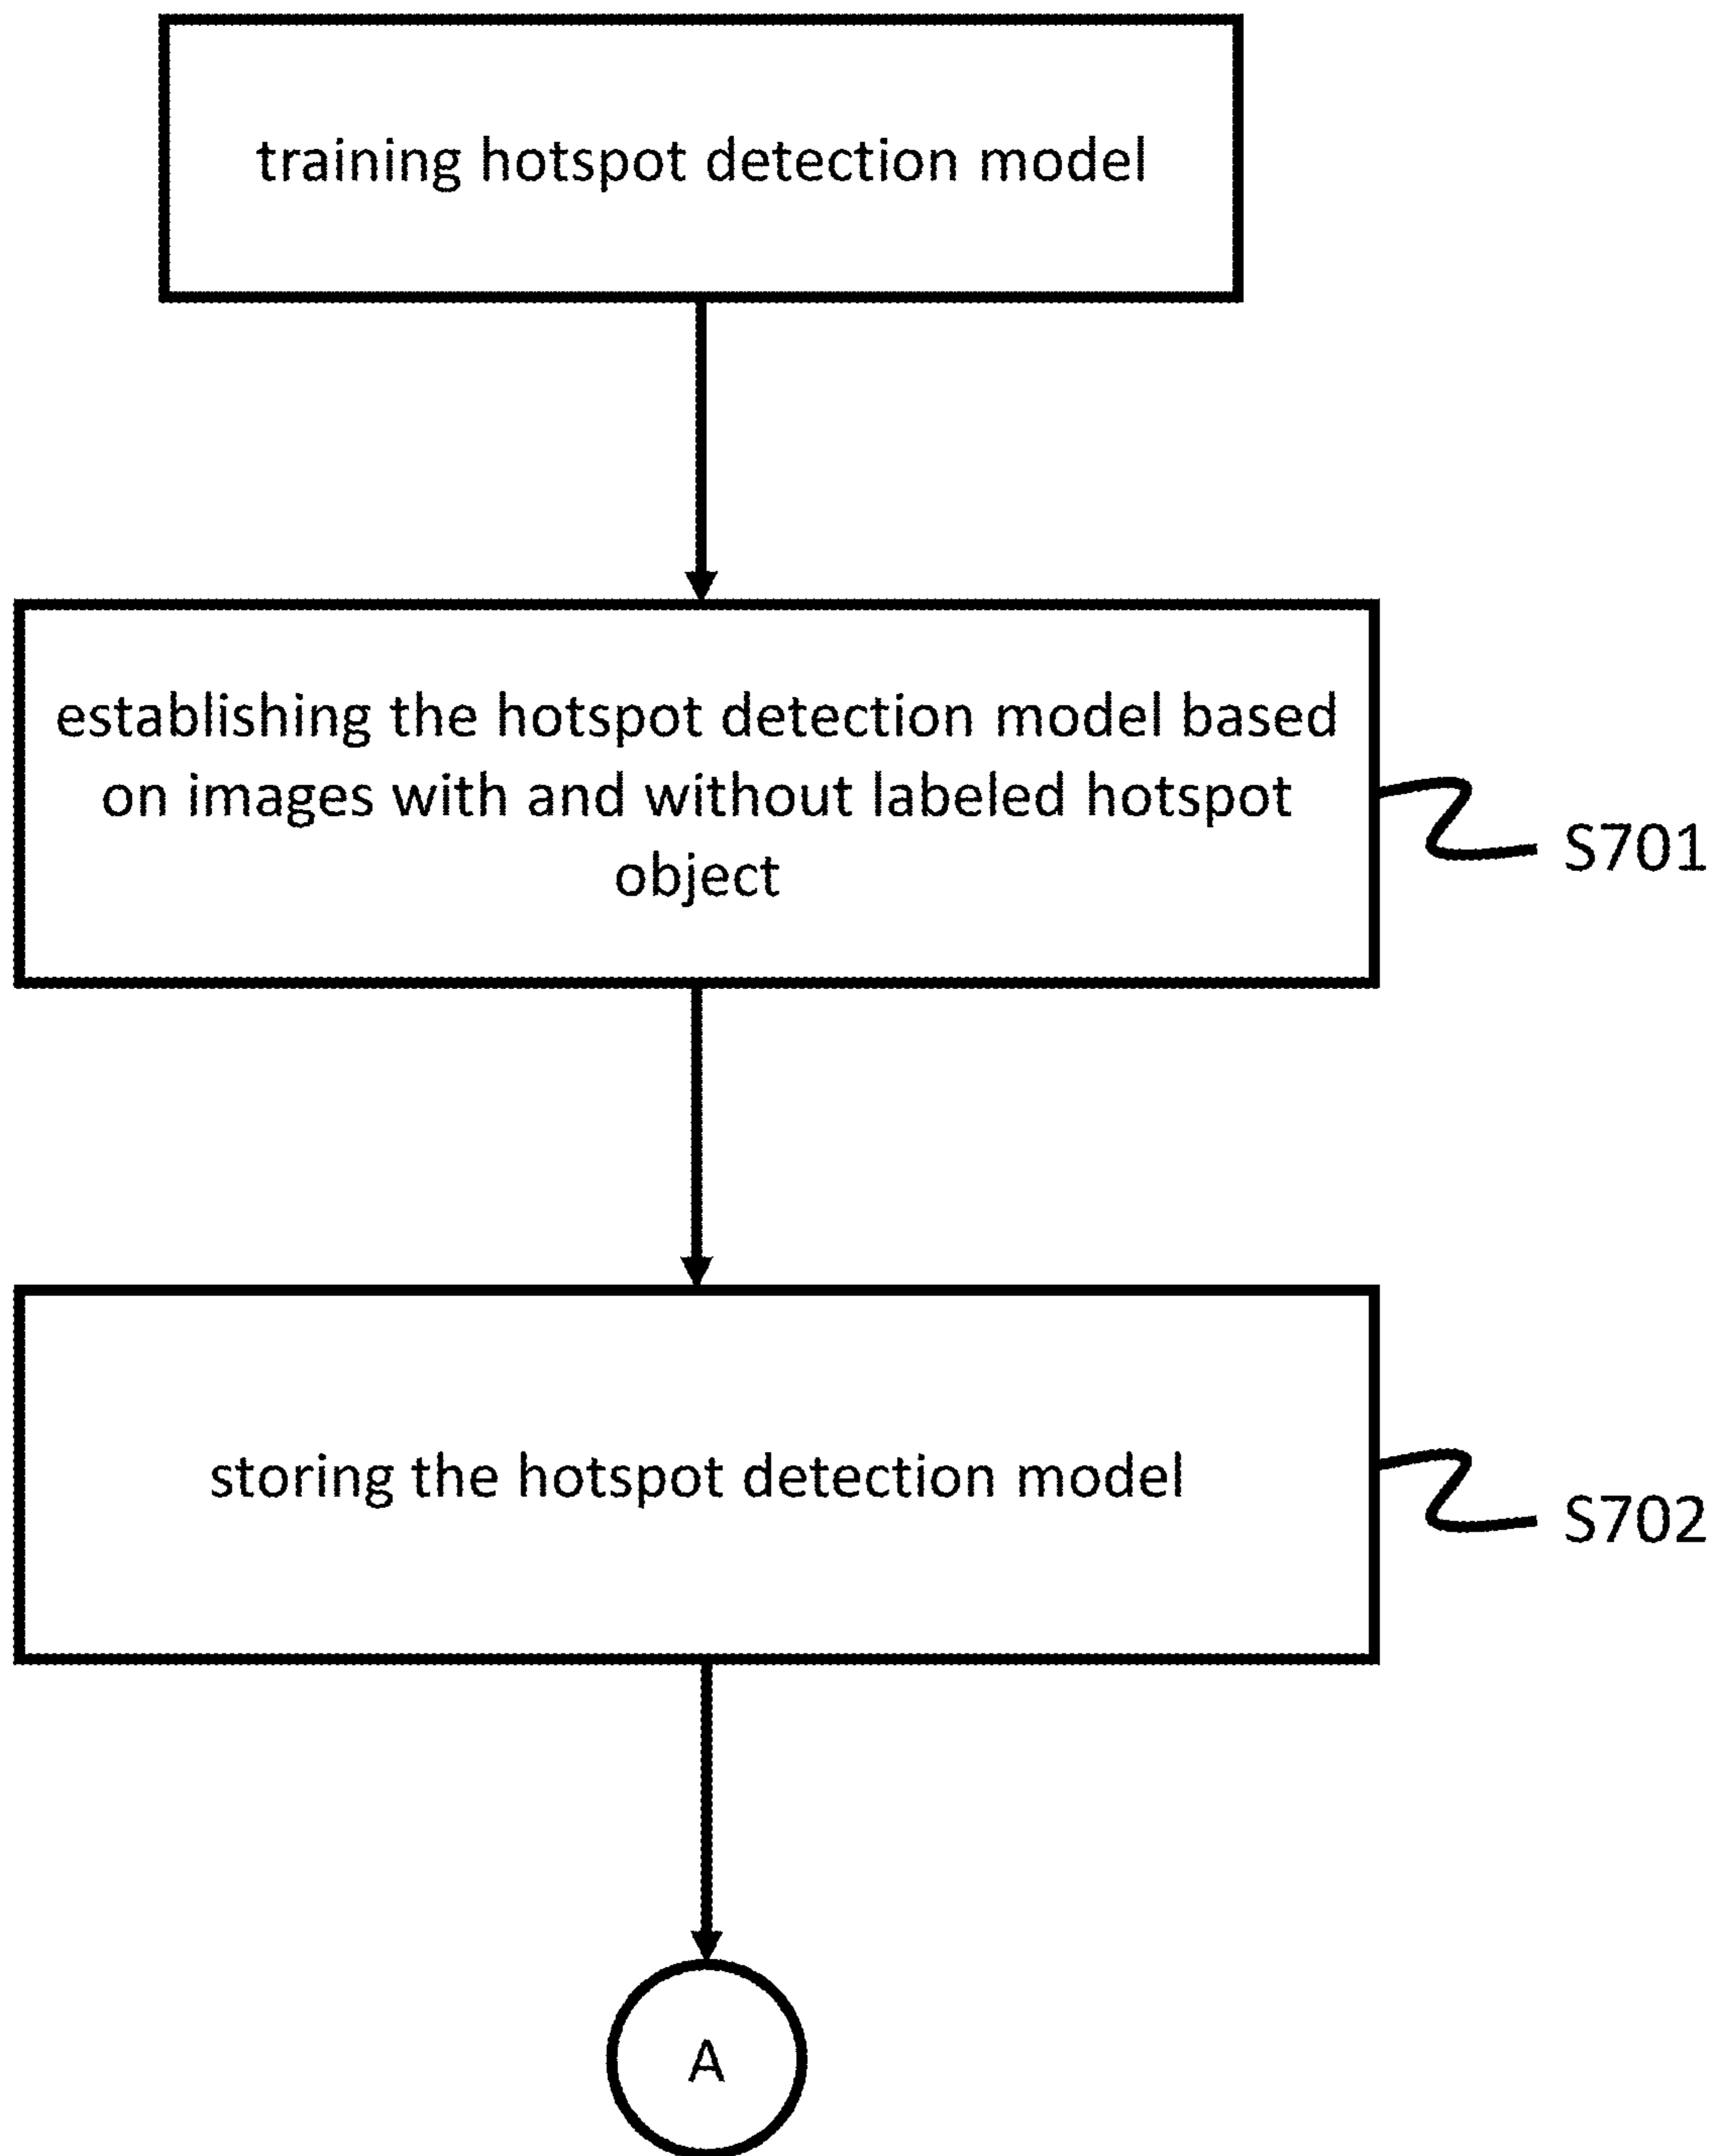 training hotspot detection model
establishing the hotspot detection model based
on images with and without labeled hotspot
object
S701
storing the hotspot detection model
S702
A